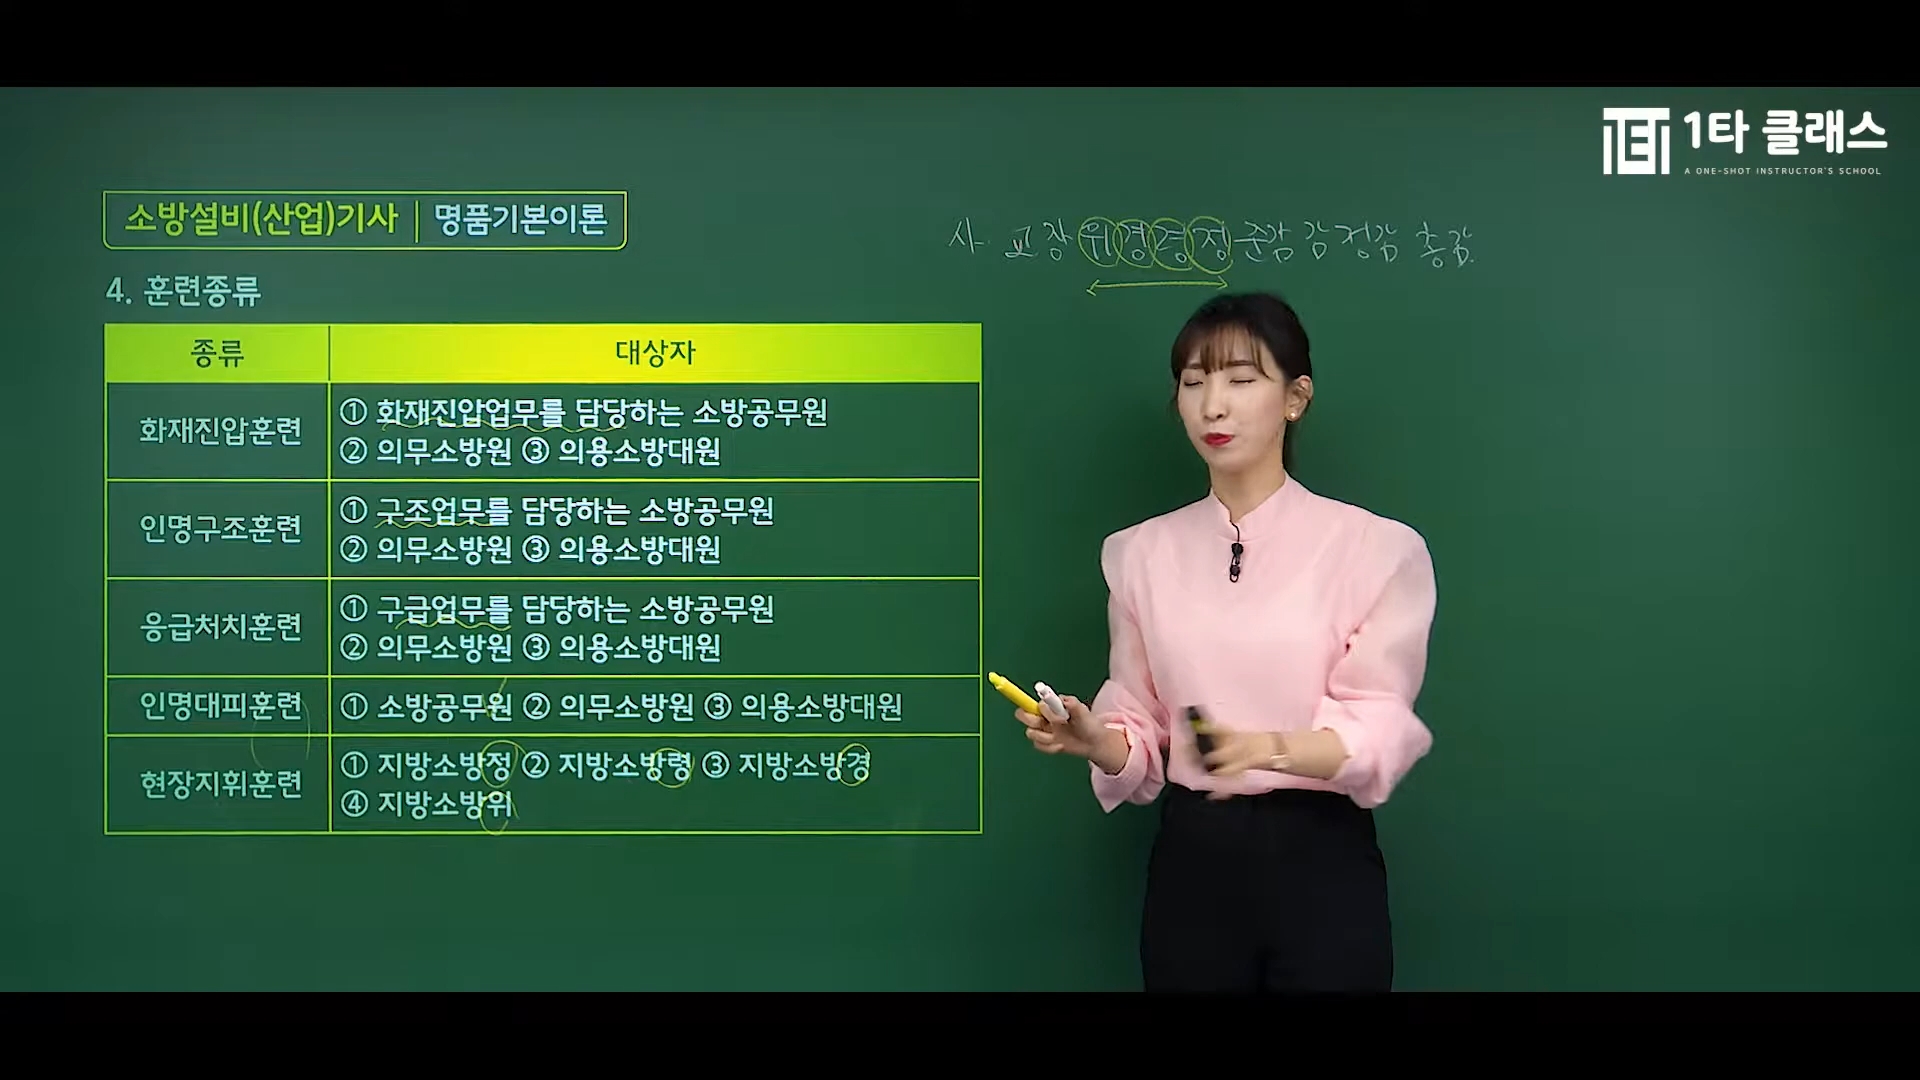 1타 클래스
A ONE-SHOT INSTRUCTOR'S SCHOOL
소방설비(산업)기사 | 명품기본이론
사 교 장 위 경 령 정 준감 감 정감 총감
4. 훈련종류
종류 대상자
화재진압훈련
① 화재진압업무를 담당하는 소방공무원
② 의무소방원 ③ 의용소방대원
인명구조훈련
① 구조업무를 담당하는 소방공무원
② 의무소방원 ③ 의용소방대원
응급처치훈련
① 구급업무를 담당하는 소방공무원
② 의무소방원 ③ 의용소방대원
인명대피훈련 ① 소방공무원 ② 의무소방원 ③ 의용소방대원
현장지휘훈련
① 지방소방정 ② 지방소방령 ③ 지방소방경
④ 지방소방위